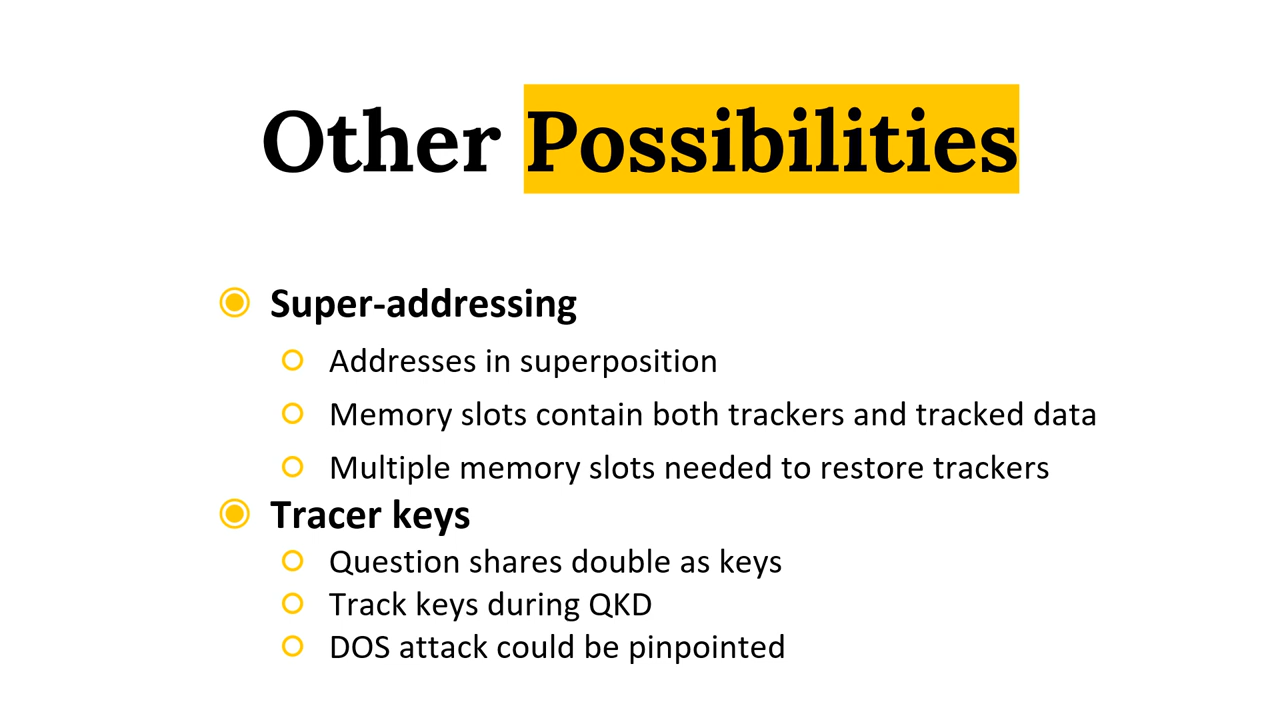 Other Possibilities
Super-addressing
Addresses in superposition
Memory slots contain both trackers and tracked data
Multiple memory slots needed to restore trackers
Tracer keys
Question shares double as keys
Track keys during QKD
DOS attack could be pinpointed